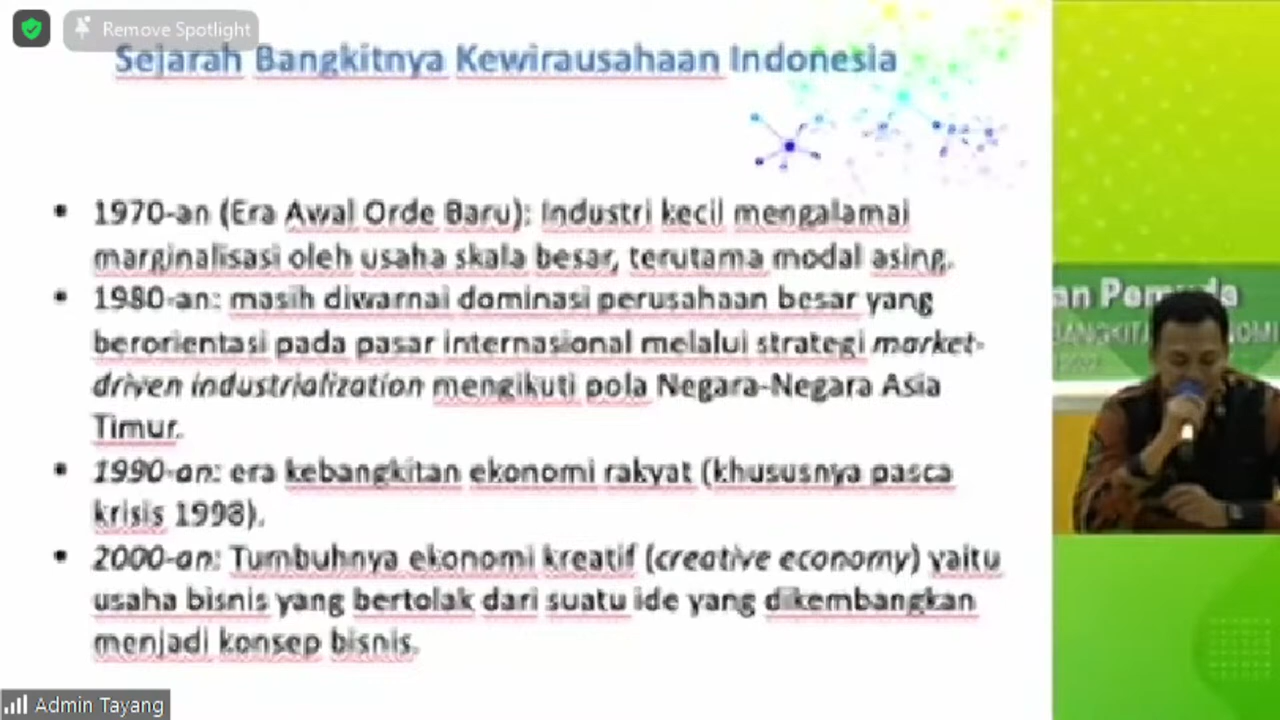 Remove Spotlight
Sejarah Bangkitnya Kewirausahaan Indonesia
• 1970-an (Era Awal Orde Baru): Industri kecil mengalamai
marginalisasi oleh usaha skala besar, terutama modal asing.
• 1980-an: masih diwarnai dominasi perusahaan besar yang
berorientasi pada pasar internasional melalui strategi market-
driven industrialization mengikuti pola Negara-Negara Asia
Timur.
• 1990-an: era kebangkitan ekonomi rakyat (khususnya pasca
krisis 1998).
• 2000-an: Tumbuhnya ekonomi kreatif (creative economy) yaitu
usaha bisnis yang bertolak dari suatu ide yang dikembangkan
menjadi konsep bisnis.
an Pemuda
Admin Tayang